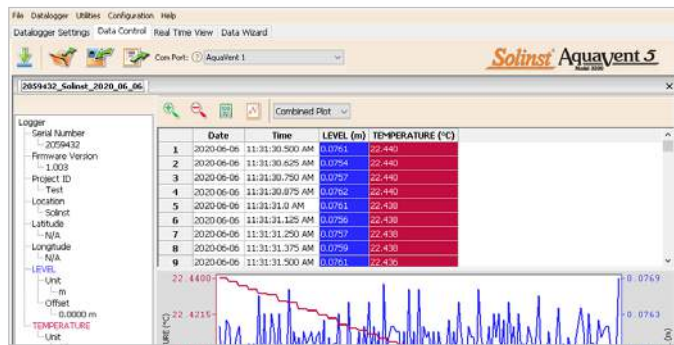 File Datalogger Utilities Configuration Help
Datalogger Settings Data Control Real Time View Data Wizard
Com Port: ? AquaVent 1
Solinst AquaVent 5
Model 3250
2059432_Solinst_2020_06_06
Combined Plot
Logger
Serial Number
2059432
Firmware Version
1.003
Project ID
Test
Location
Solinst
Latitude
N/A
Longitude
N/A
LEVEL
Unit
m
Offset
0.0000 m
TEMPERATURE
Unit
Date Time LEVEL (m) TEMPERATURE (°C)
1 2020-06-06 11:31:30.500 AM 0.0761 22.440
2 2020-06-06 11:31:30.625 AM 0.0754 22.440
3 2020-06-06 11:31:30.750 AM 0.0757 22.440
4 2020-06-06 11:31:30.875 AM 0.0762 22.440
5 2020-06-06 11:31:31.0 AM 0.0761 22.438
6 2020-06-06 11:31:31.125 AM 0.0756 22.438
7 2020-06-06 11:31:31.250 AM 0.0757 22.438
8 2020-06-06 11:31:31.375 AM 0.0759 22.438
9 2020-06-06 11:31:31.500 AM 0.0761 22.436
22.4400
0.0769
22.4215
0.0763
URE (°C)
(m)